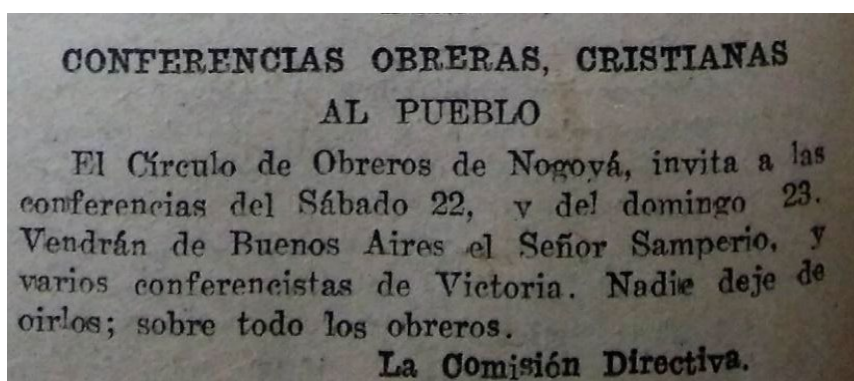 CONFERENCIAS OBRERAS, CRISTIANAS
AL PUEBLO
El Círculo de Obreros de Nogoyá, invita a las
conferencias del Sábado 22, y del domingo 23.
Vendrán de Buenos Aires el Señor Samperio, y
varios conferencistas de Victoria. Nadie deje de
oirlos; sobre todo los obreros.
La Comisión Directiva.